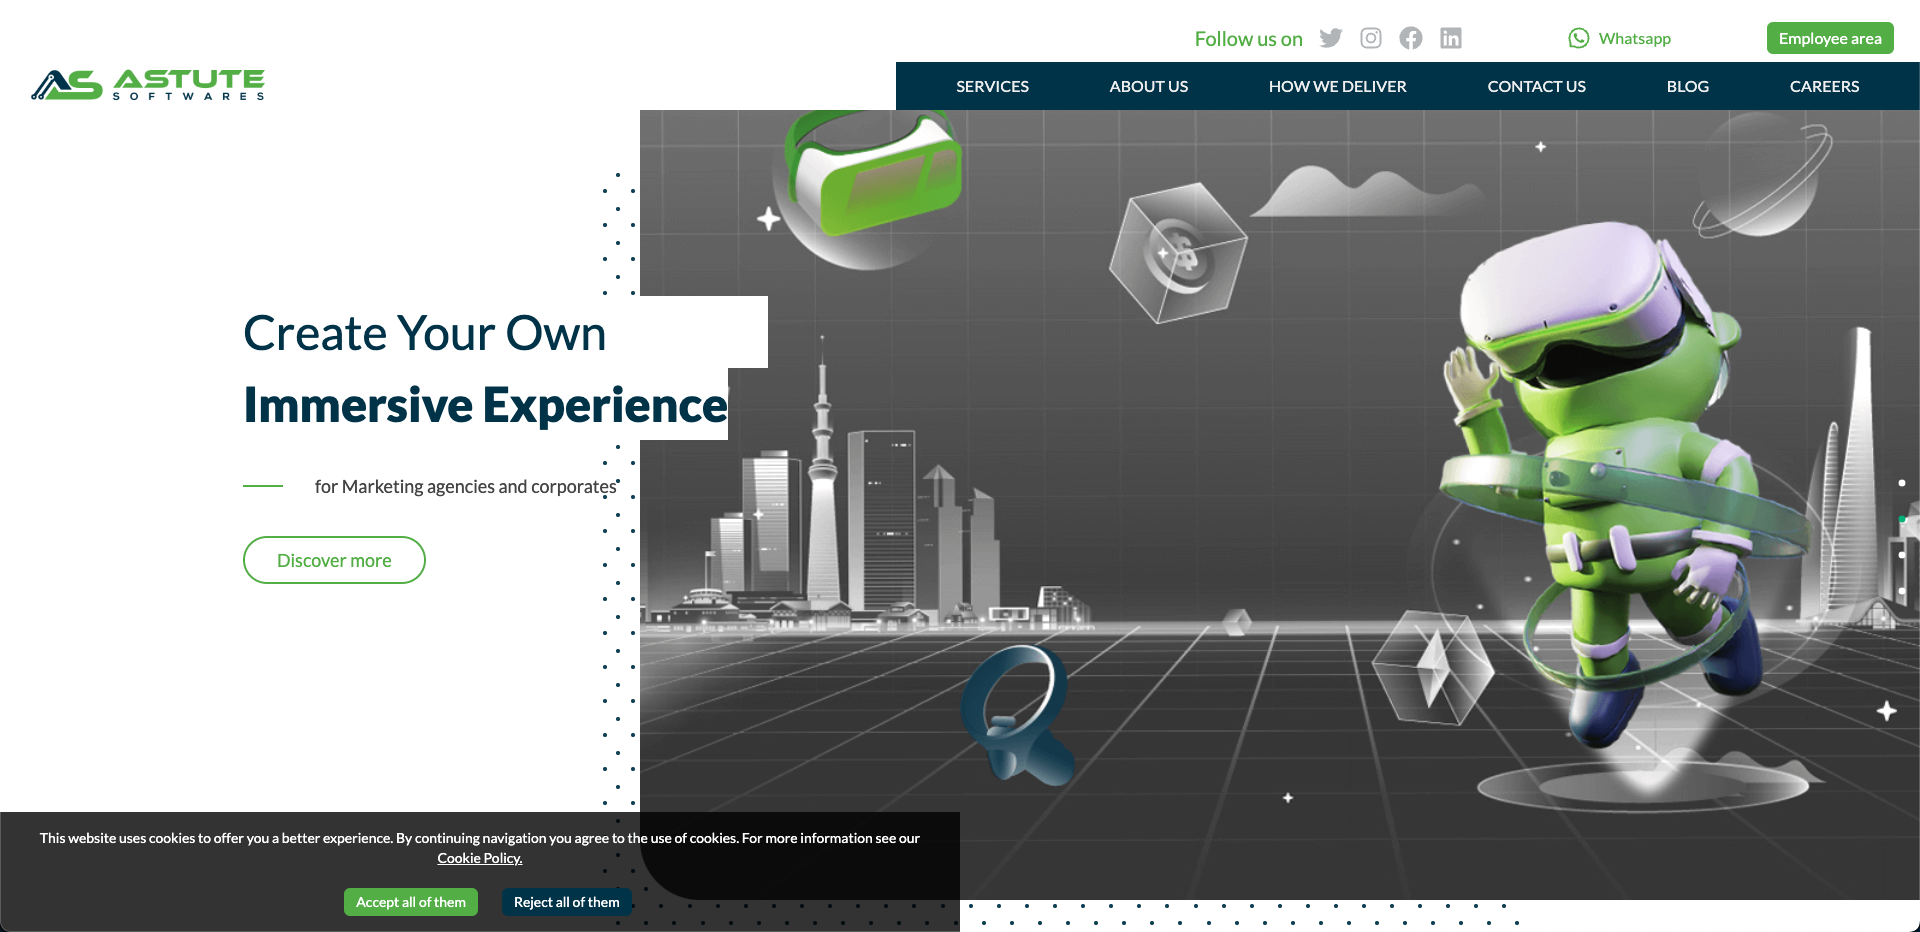 Follow us on
Whatsapp
Employee area
AS ASTUTE
SOFTWARES
SERVICES
ABOUT US
HOW WE DELIVER
CONTACT US
BLOG
CAREERS
Create Your Own
Immersive Experience
for Marketing agencies and corporates
Discover more
This website uses cookies to offer you a better experience. By continuing navigation you agree to the use of cookies. For more information see our
Cookie Policy.
Accept all of them
Reject all of them